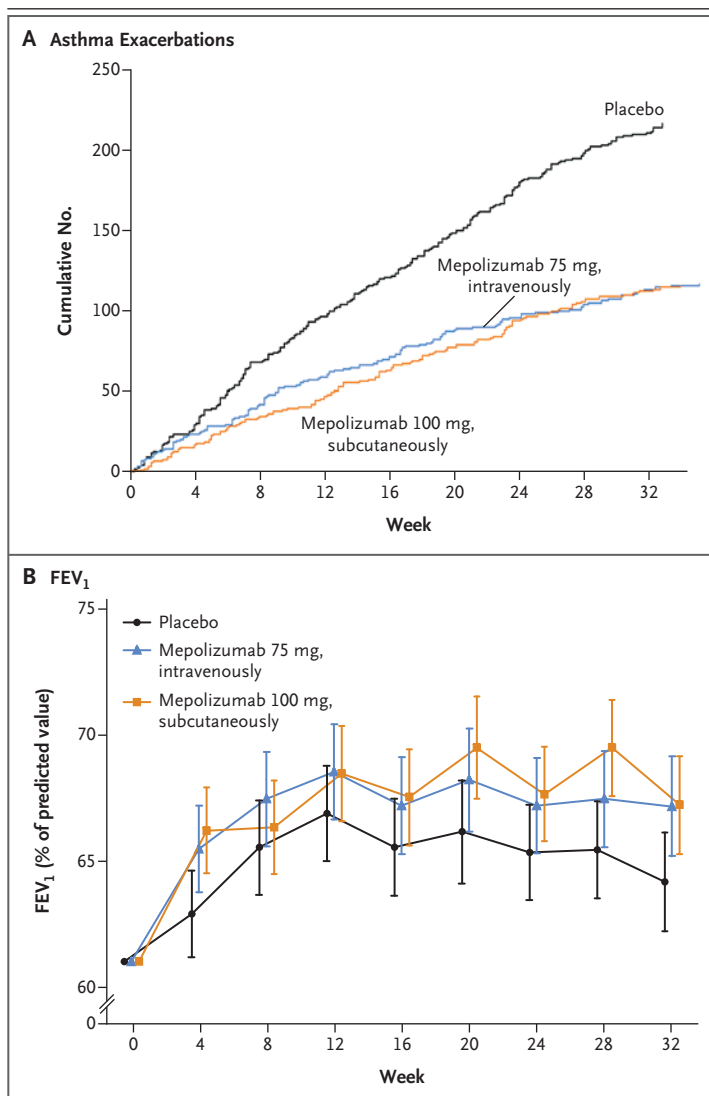 A Asthma Exacerbations
250
200
150
100
50
0
Cumulative No.
Placebo
Mepolizumab 75 mg,
intravenously
Mepolizumab 100 mg,
subcutaneously
0 4 8 12 16 20 24 28 32
Week
B FEV1
75
70
65
60
0
FEV1 (% of predicted value)
Placebo
Mepolizumab 75 mg,
intravenously
Mepolizumab 100 mg,
subcutaneously
0 4 8 12 16 20 24 28 32
Week